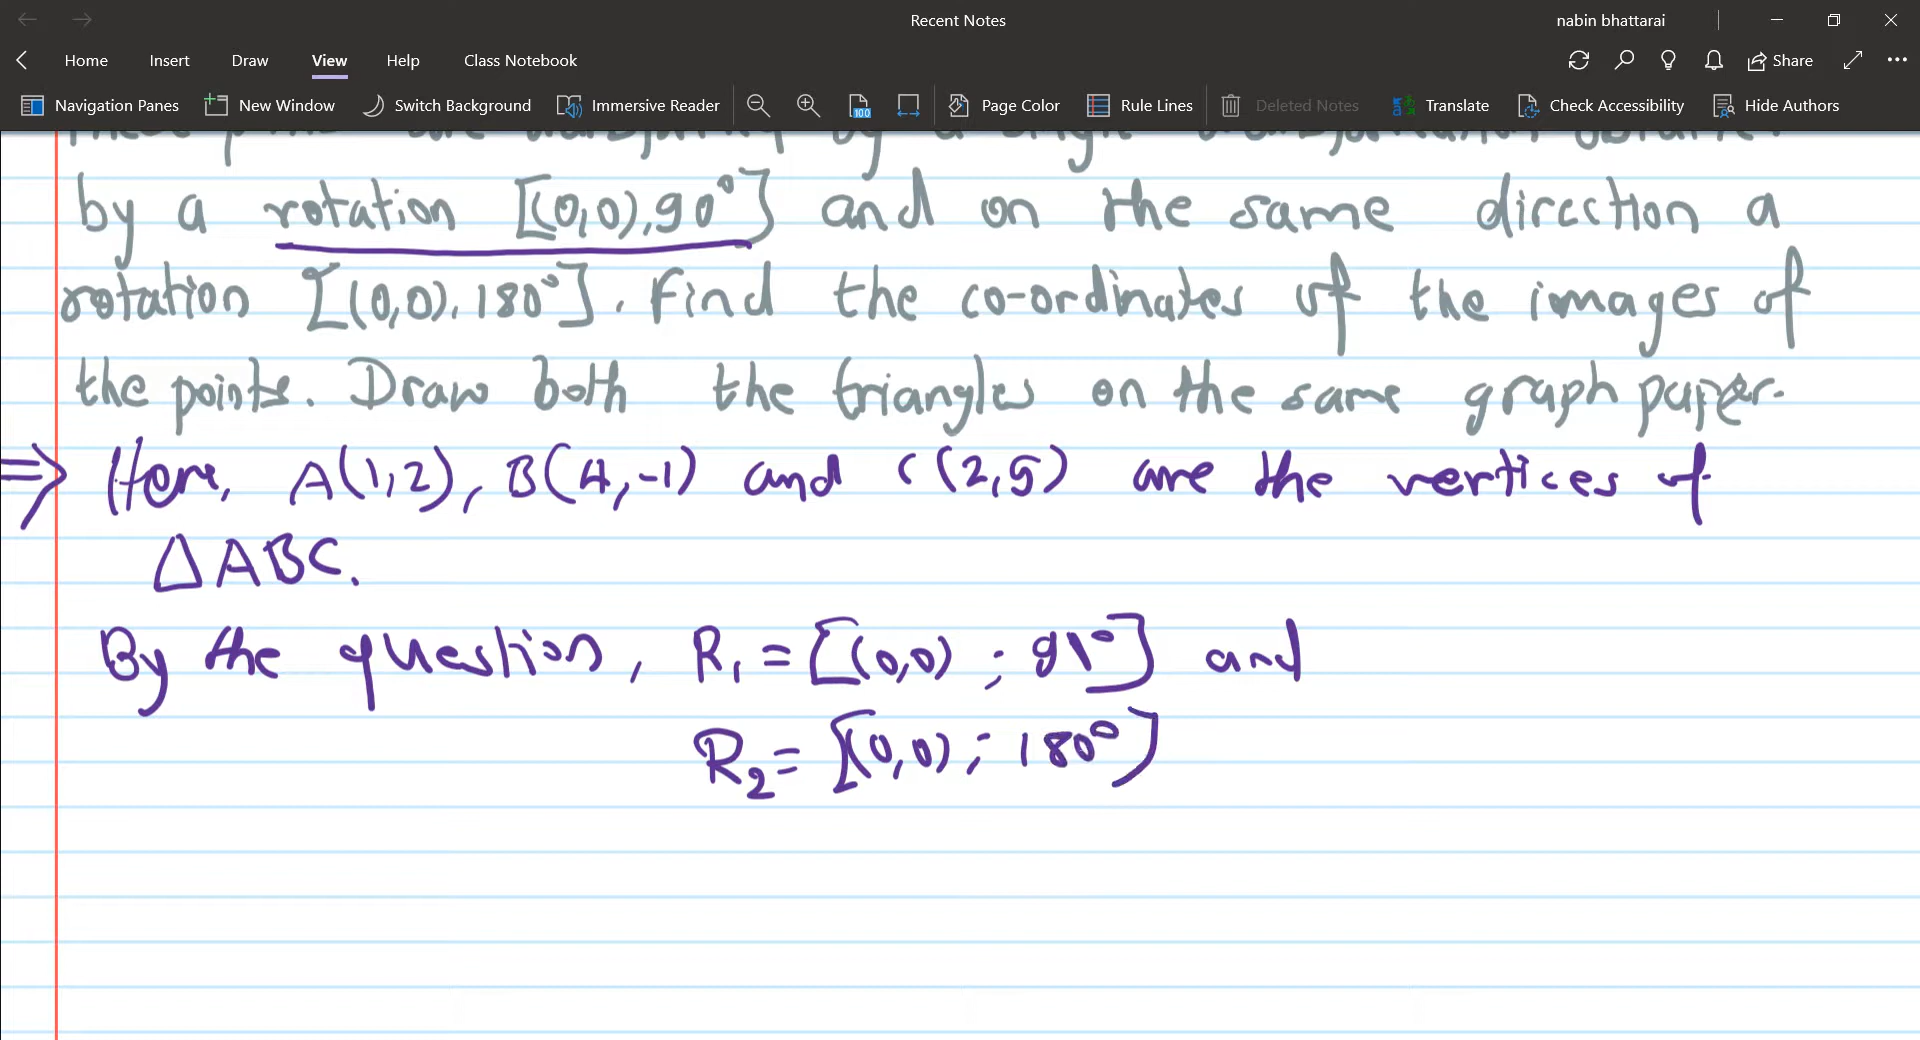 Recent Notes
nabin bhattarai
Home Insert Draw View Help Class Notebook
Share
Navigation Panes New Window Switch Background Immersive Reader Page Color Rule Lines Deleted Notes Translate Check Accessibility Hide Authors
by a single
by a rotation [(0,0),90°] and on the same direction a
rotation [(0,0),180°]. Find the co-ordinates of the images of
the points. Draw both the triangles on the same graph paper.
⇒ Here, A(1,2), B(4,-1) and C(2,5) are the vertices of
△ABC.
By the question, R₁ = [(0,0) ; 90°] and
R₂ = [(0,0) ; 180°]